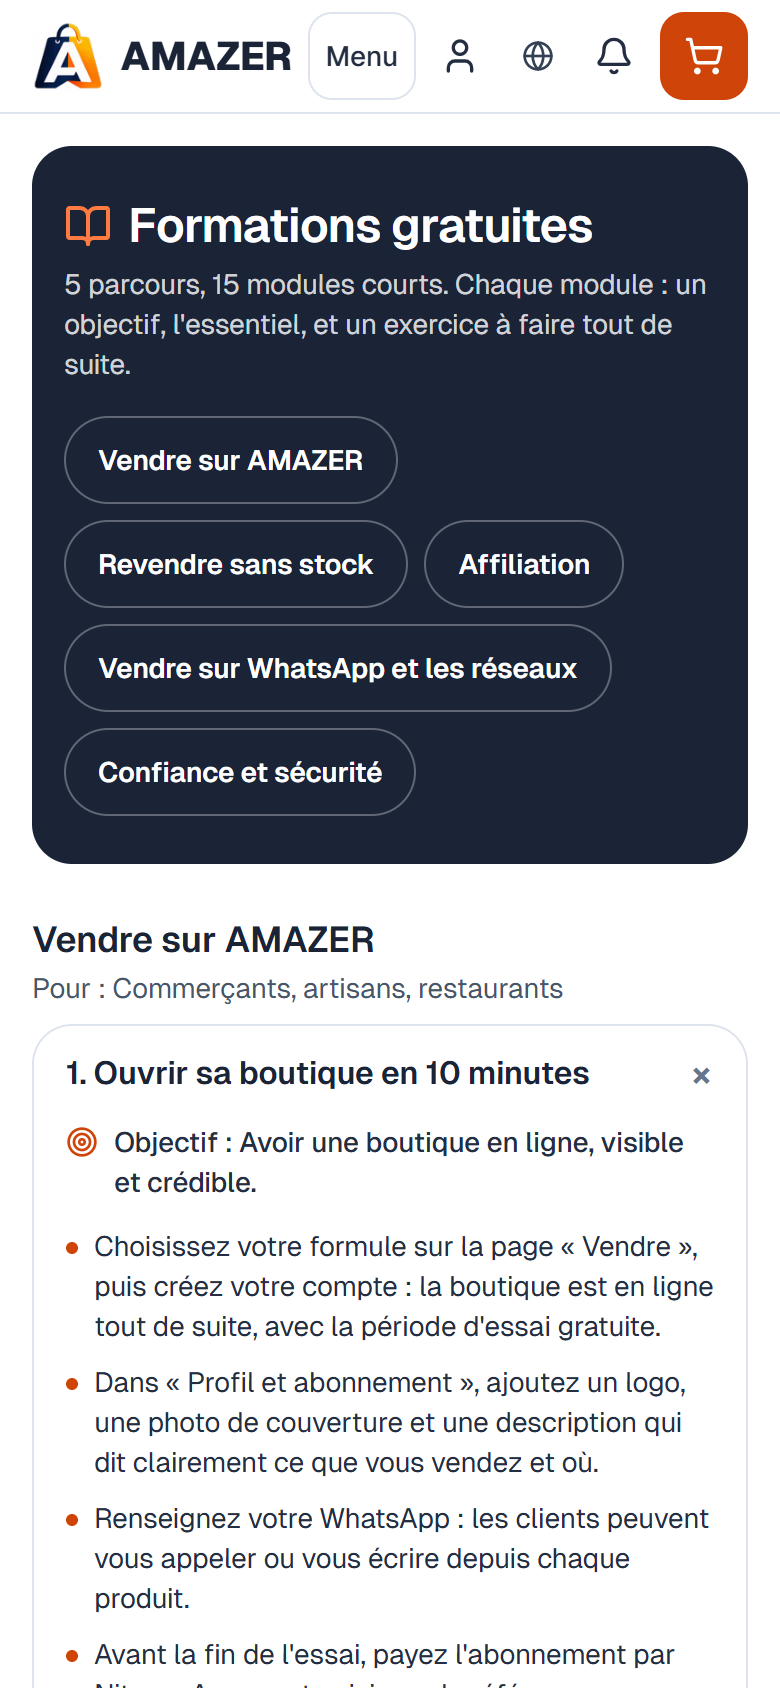 AMAZER
Menu
Formations gratuites
5 parcours, 15 modules courts. Chaque module : un
objectif, l'essentiel, et un exercice à faire tout de
suite.
Vendre sur AMAZER
Revendre sans stock
Affiliation
Vendre sur WhatsApp et les réseaux
Confiance et sécurité
Vendre sur AMAZER
Pour : Commerçants, artisans, restaurants
1. Ouvrir sa boutique en 10 minutes
Objectif : Avoir une boutique en ligne, visible
et crédible.
Choisissez votre formule sur la page « Vendre »,
puis créez votre compte : la boutique est en ligne
tout de suite, avec la période d'essai gratuite.
Dans « Profil et abonnement », ajoutez un logo,
une photo de couverture et une description qui
dit clairement ce que vous vendez et où.
Renseignez votre WhatsApp : les clients peuvent
vous appeler ou vous écrire depuis chaque
produit.
Avant la fin de l'essai, payez l'abonnement par